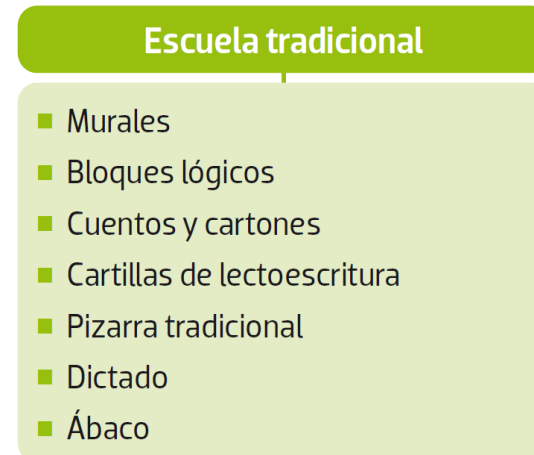 Escuela tradicional
Murales
Bloques lógicos
Cuentos y cartones
Cartillas de lectoescritura
Pizarra tradicional
Dictado
Ábaco